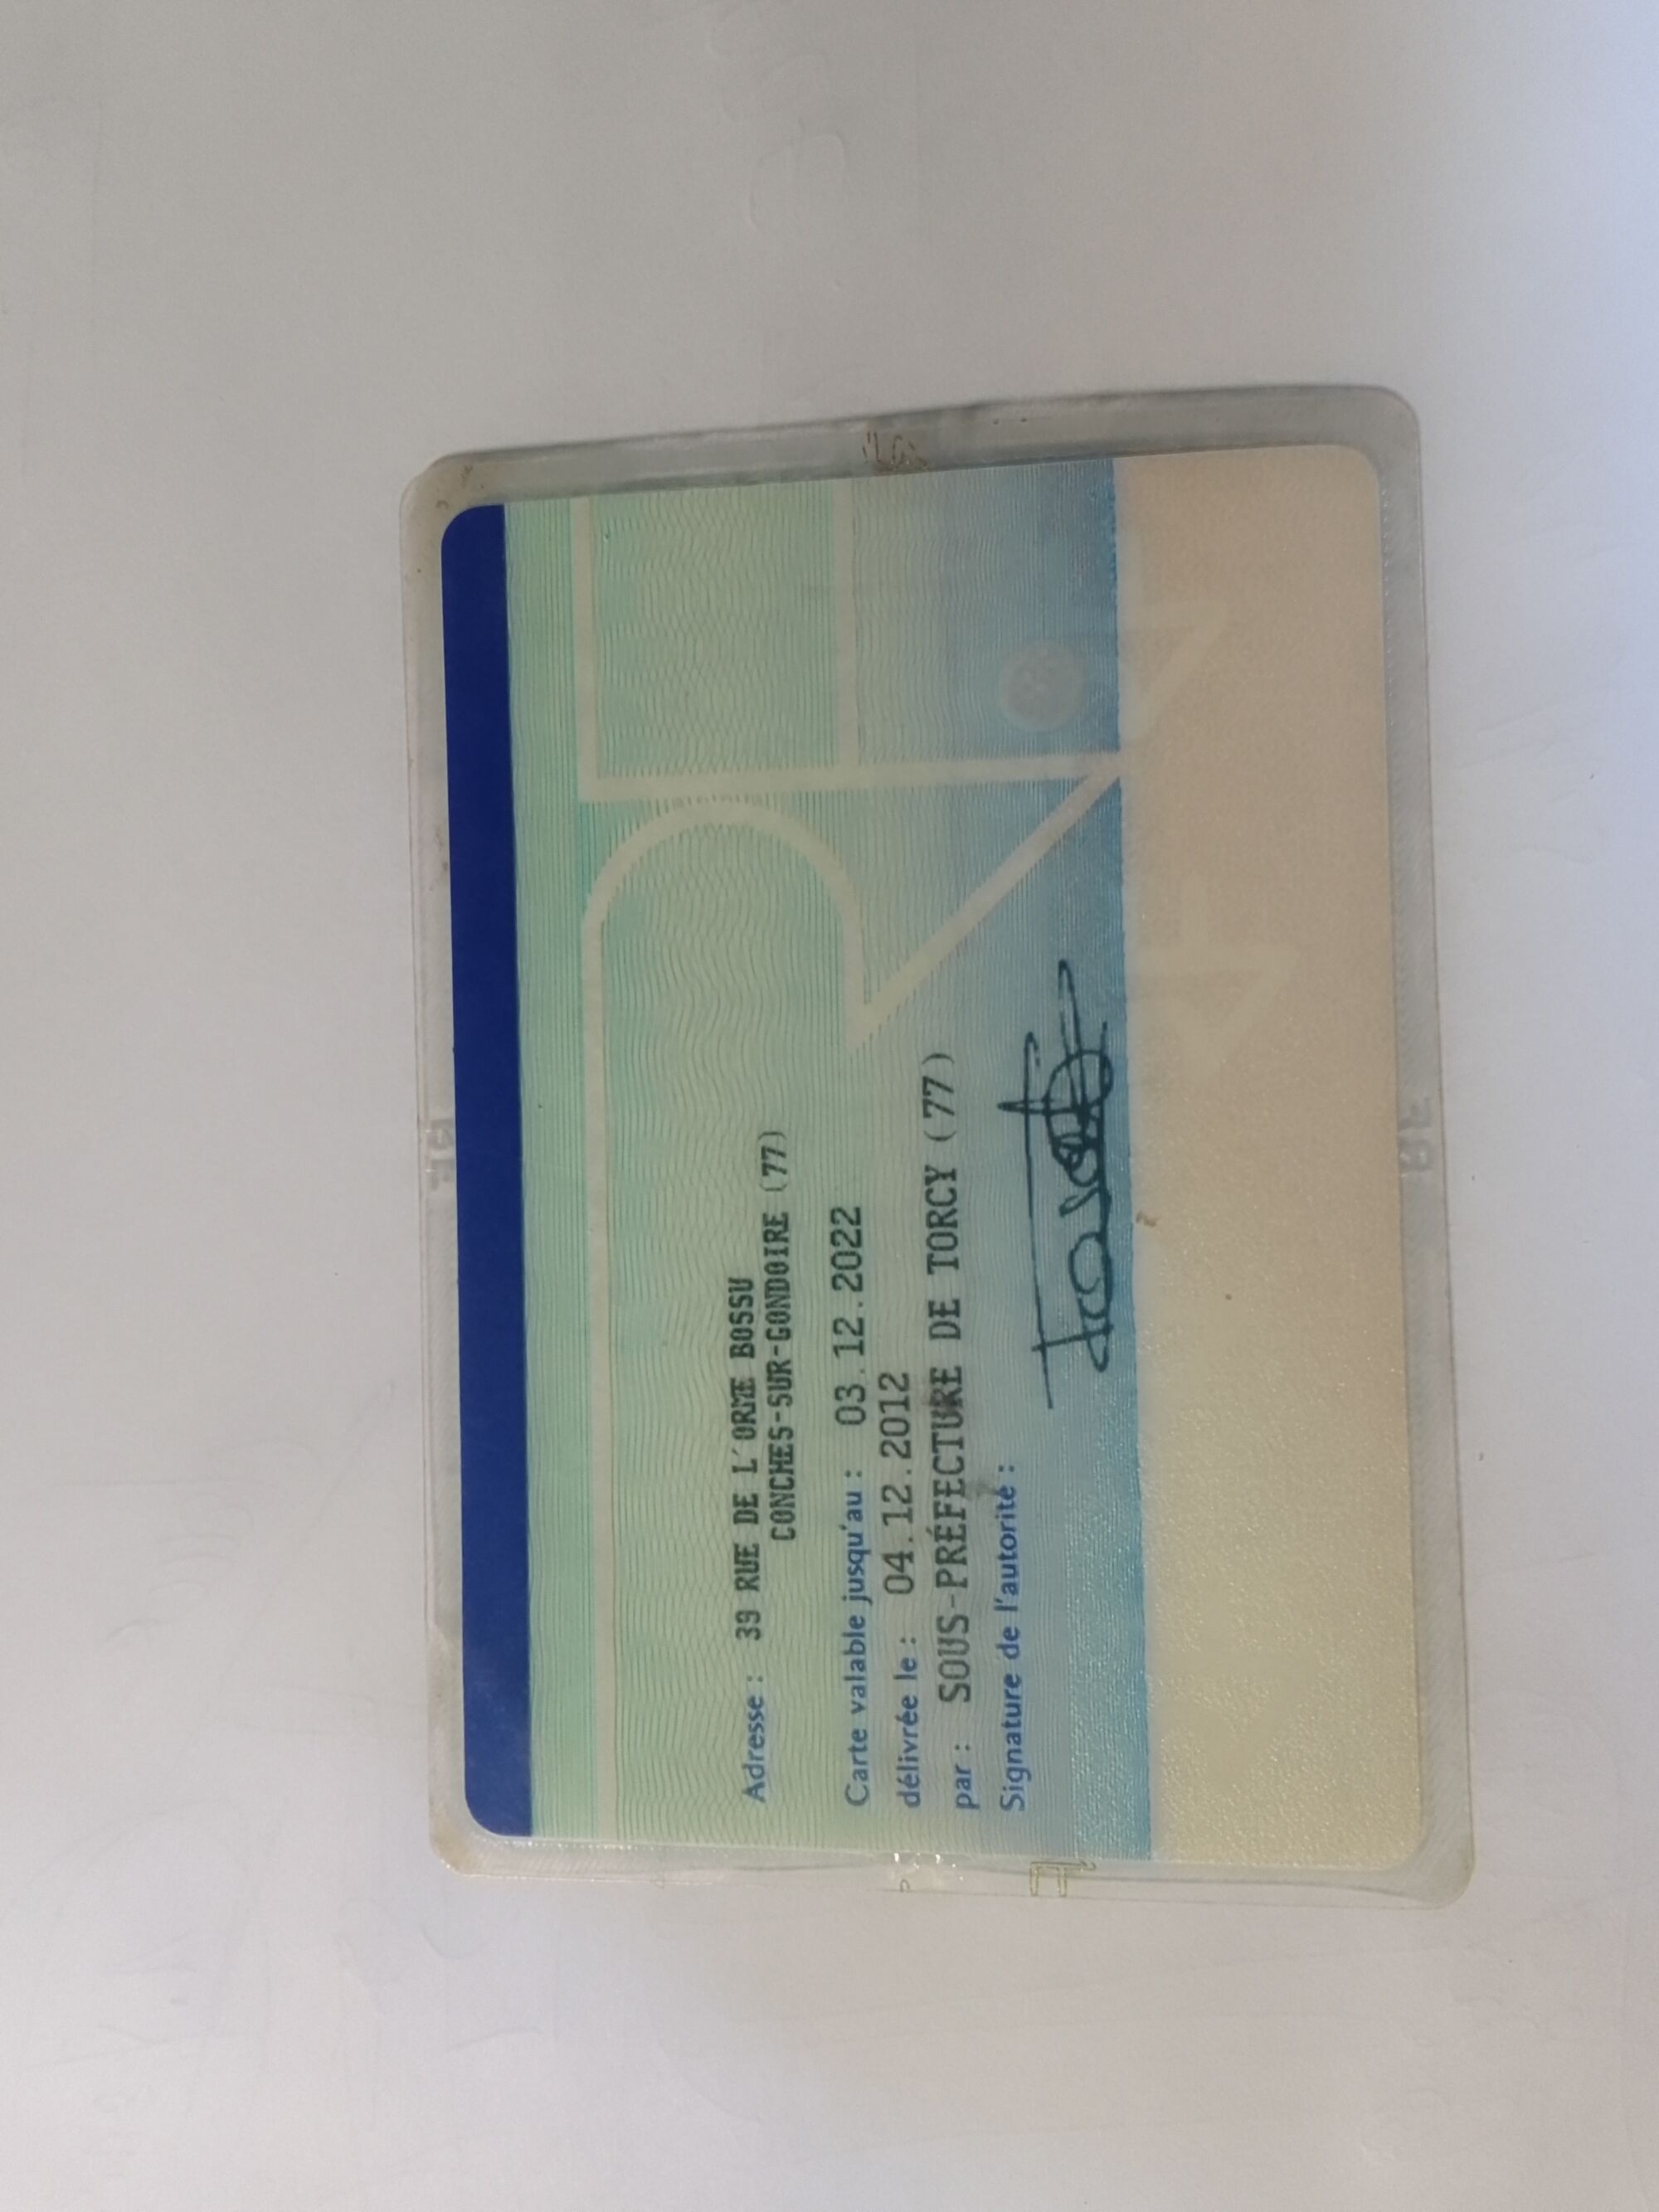 Adresse : 39 RUE DE L'ORME BOSSU
CONCHES-SUR-GONDOIRE (77)
Carte valable jusqu'au : 03.12.2022
délivrée le : 04.12.2012
par : SOUS-PRÉFECTURE DE TORCY (77)
Signature de l'autorité :